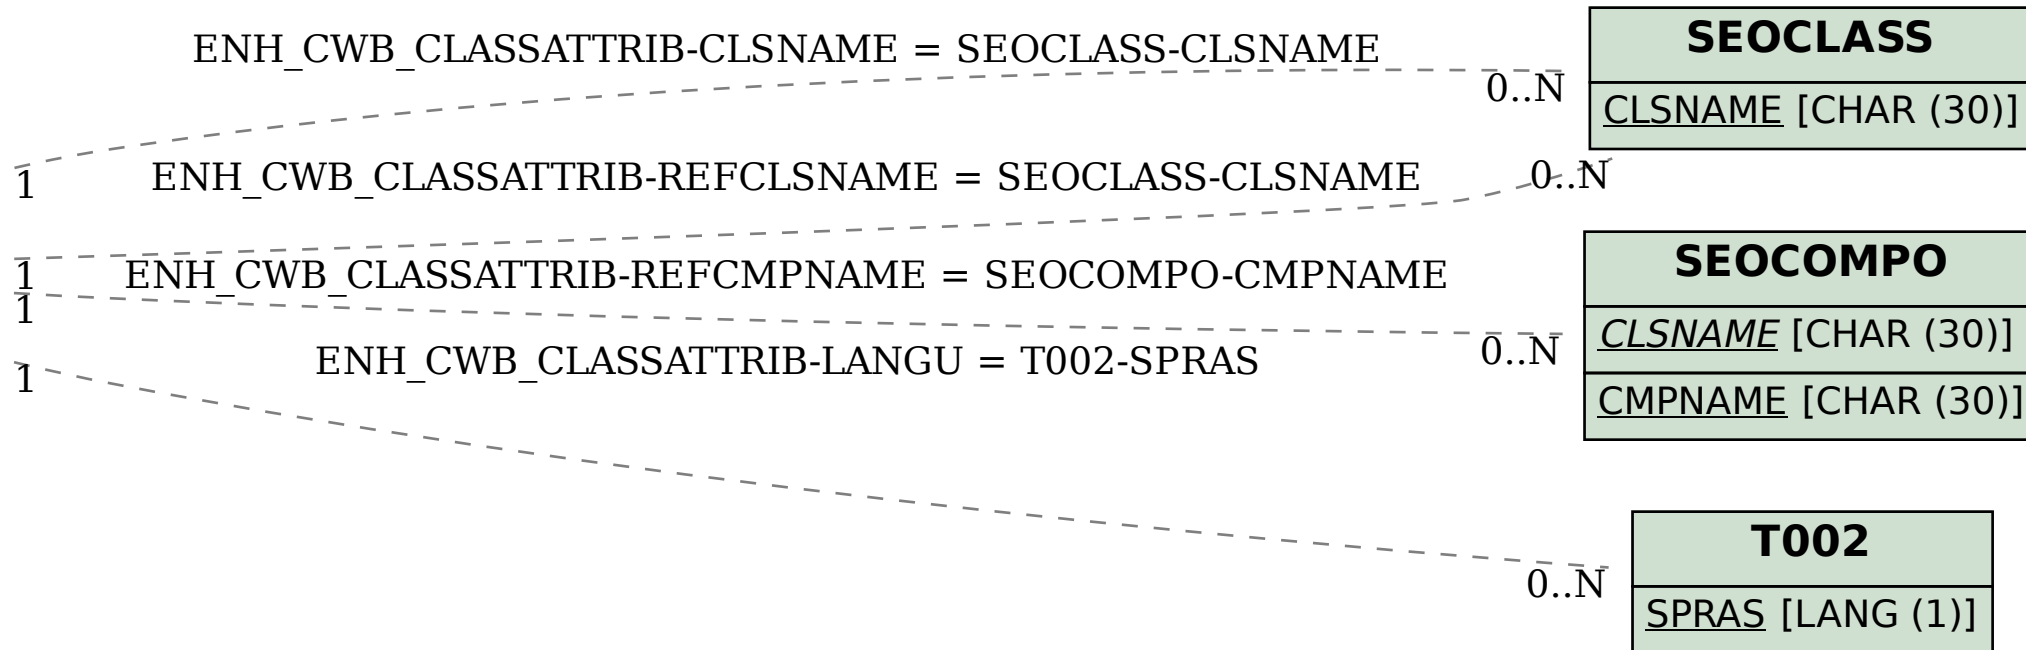 ENH_CWB_CLASSATTRIB-CLSNAME = SEOCLASS-CLSNAME
0..N
1
SEOCLASS
CLSNAME [CHAR (30)]
ENH_CWB_CLASSATTRIB-REFCLSNAME = SEOCLASS-CLSNAME
0..N
1
ENH_CWB_CLASSATTRIB-REFCMPNAME = SEOCOMPO-CMPNAME
0..N
1
SEOCOMPO
CLSNAME [CHAR (30)]
CMPNAME [CHAR (30)]
ENH_CWB_CLASSATTRIB-LANGU = T002-SPRAS
0..N
1
T002
SPRAS [LANG (1)]